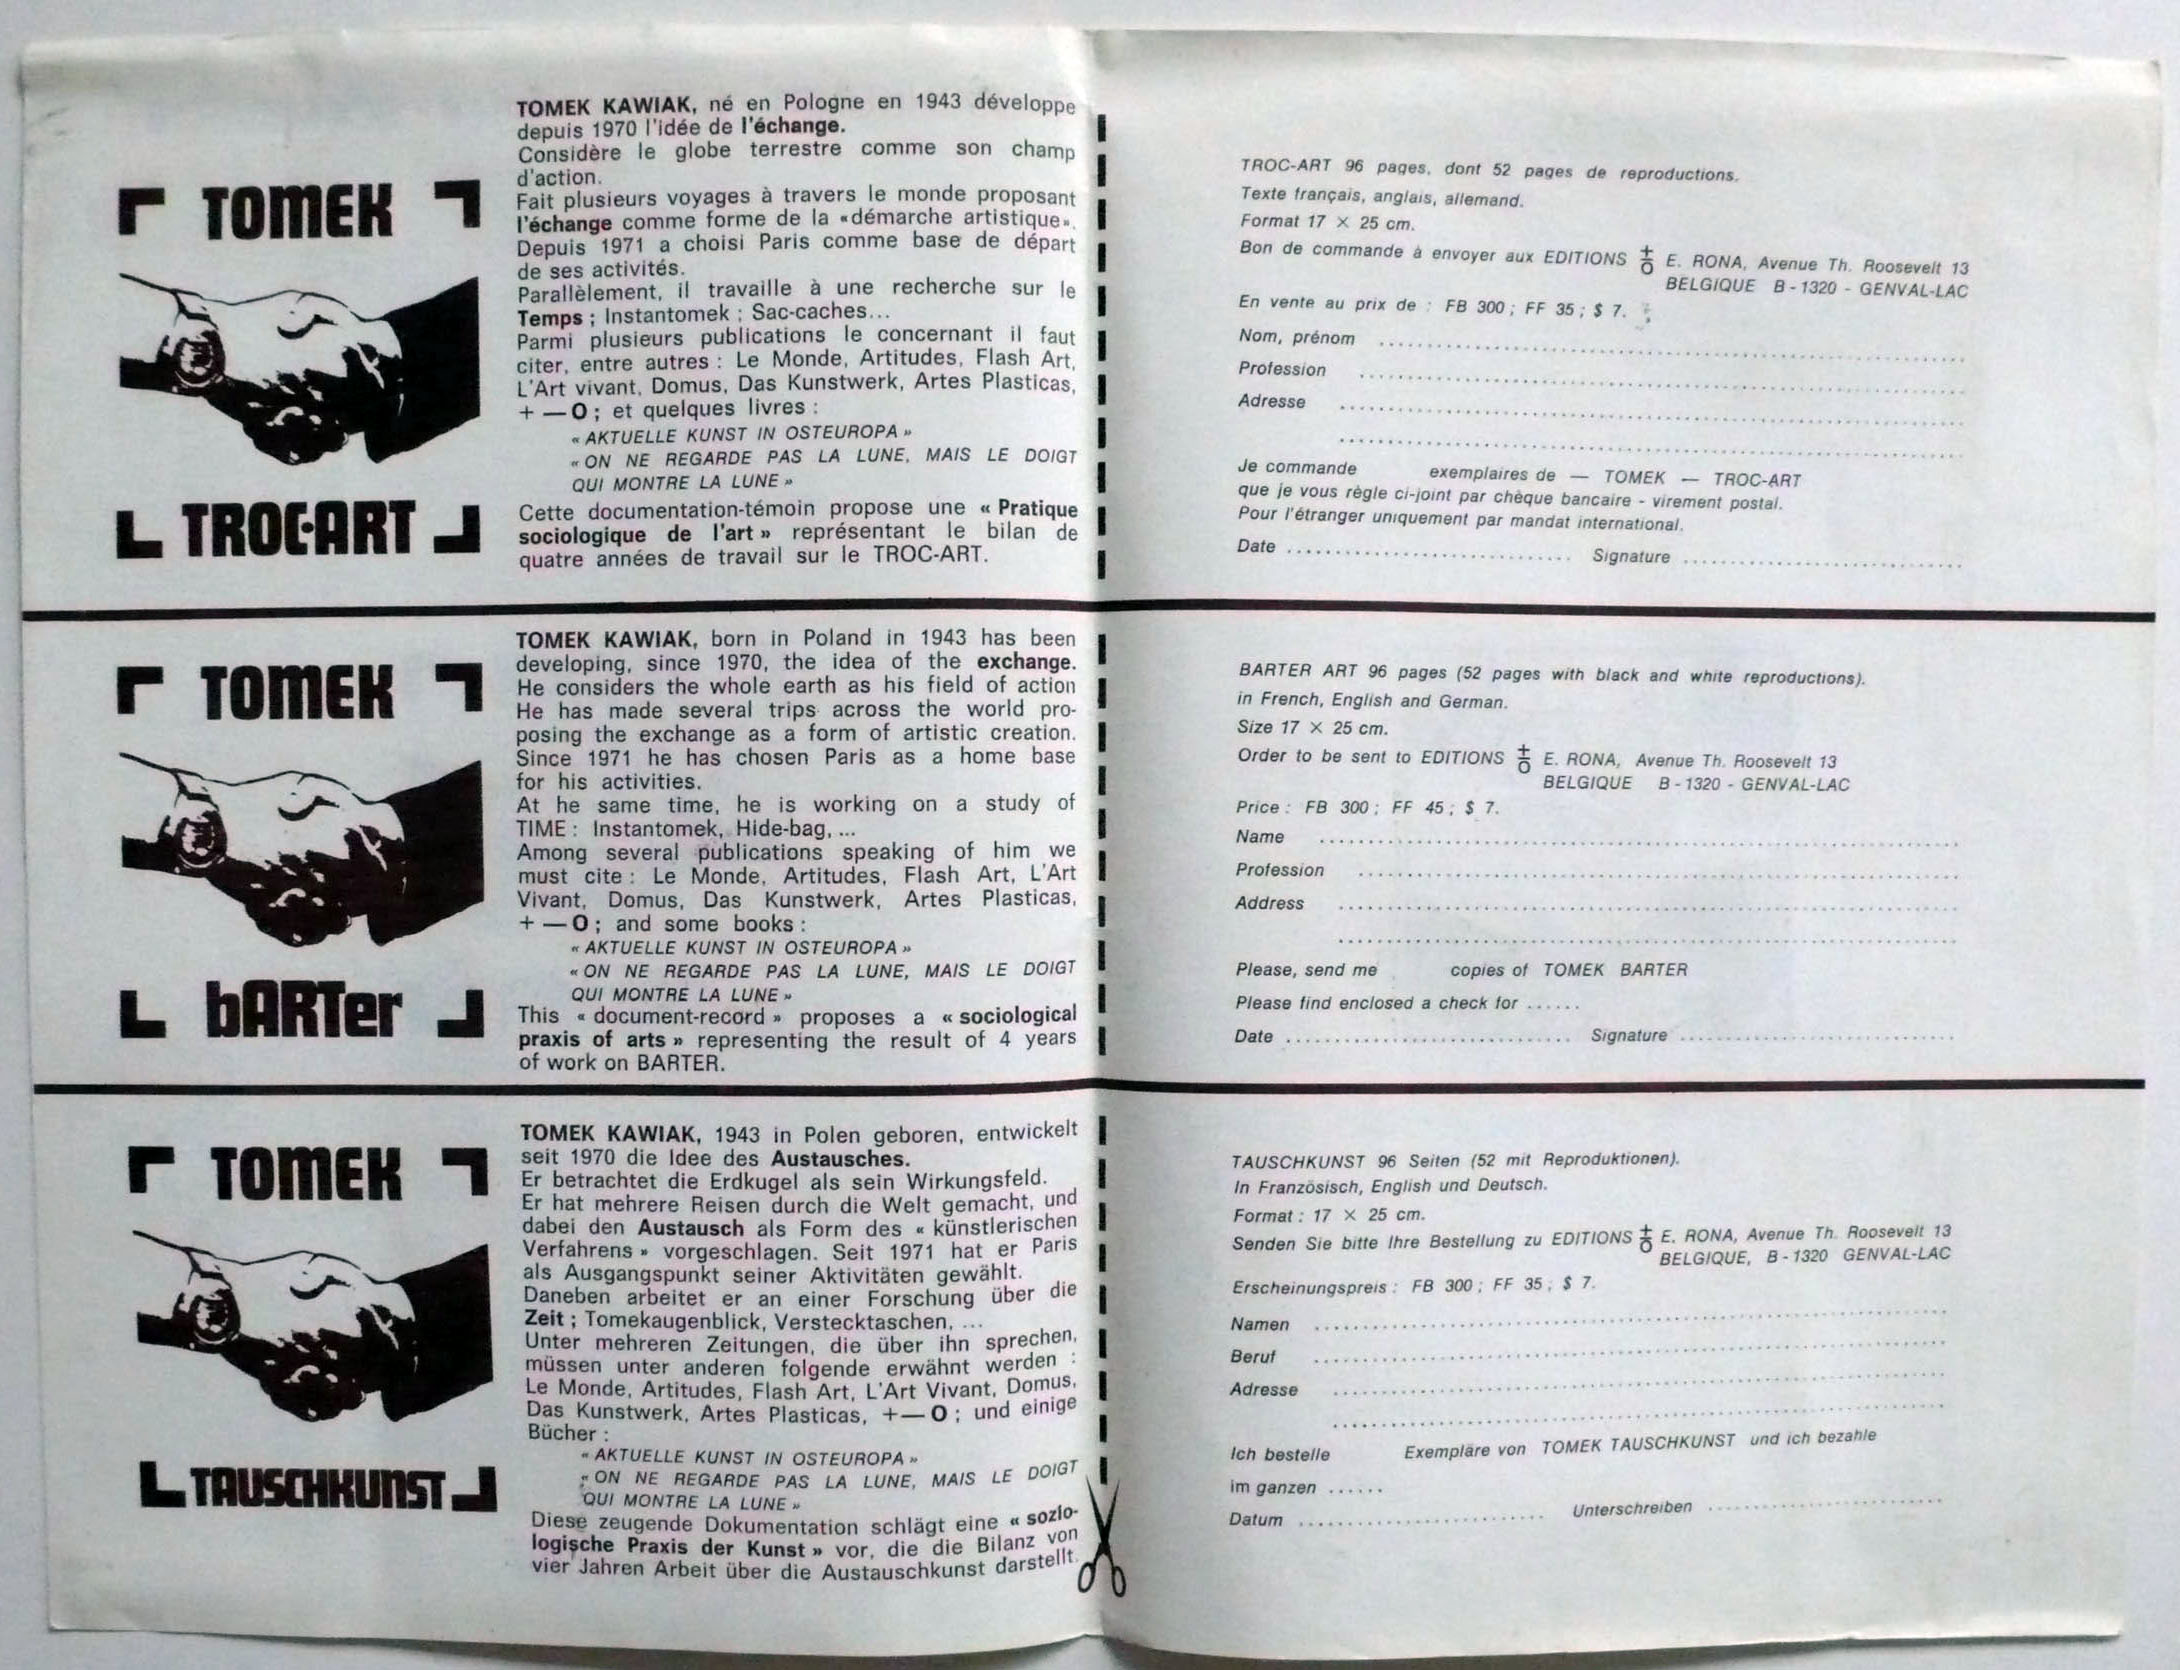 TOMEK
TROC-ART
TOMEK KAWIAK, né en Pologne en 1943 développe
depuis 1970 l'idée de l'échange.
Considère le globe terrestre comme son champ
d'action.
Fait plusieurs voyages à travers le monde proposant
l'échange comme forme de la «démarche artistique».
Depuis 1971 a choisi Paris comme base de départ
de ses activités.
Parallèlement, il travaille à une recherche sur le
Temps ; Instantomek ; Sac-caches...
Parmi plusieurs publications le concernant il faut
citer, entre autres : Le Monde, Artitudes, Flash Art,
L'Art vivant, Domus, Das Kunstwerk, Artes Plasticas,
+ — O ; et quelques livres :
« AKTUELLE KUNST IN OSTEUROPA »
« ON NE REGARDE PAS LA LUNE, MAIS LE DOIGT
QUI MONTRE LA LUNE »
Cette documentation-témoin propose une « Pratique
sociologique de l'art » représentant le bilan de
quatre années de travail sur le TROC-ART.
TROC-ART 96 pages, dont 52 pages de reproductions.
Texte français, anglais, allemand.
Format 17 × 25 cm.
Bon de commande à envoyer aux EDITIONS ± O E. RONA, Avenue Th. Roosevelt 13
BELGIQUE B - 1320 - GENVAL-LAC
En vente au prix de : FB 300 ; FF 35 ; $ 7.
Nom, prénom ..........
Profession ..........
Adresse ..........
..........
Je commande exemplaires de — TOMEK — TROC-ART
que je vous règle ci-joint par chèque bancaire - virement postal.
Pour l'étranger uniquement par mandat international.
Date .......... Signature ..........
TOMEK
bARTer
TOMEK KAWIAK, born in Poland in 1943 has been
developing, since 1970, the idea of the exchange.
He considers the whole earth as his field of action
He has made several trips across the world pro-
posing the exchange as a form of artistic creation.
Since 1971 he has chosen Paris as a home base
for his activities.
At he same time, he is working on a study of
TIME : Instantomek, Hide-bag, ...
Among several publications speaking of him we
must cite : Le Monde, Artitudes, Flash Art, L'Art
Vivant, Domus, Das Kunstwerk, Artes Plasticas,
+ — O ; and some books :
« AKTUELLE KUNST IN OSTEUROPA »
« ON NE REGARDE PAS LA LUNE, MAIS LE DOIGT
QUI MONTRE LA LUNE »
This « document-record » proposes a « sociological
praxis of arts » representing the result of 4 years
of work on BARTER.
BARTER ART 96 pages (52 pages with black and white reproductions).
in French, English and German.
Size 17 × 25 cm.
Order to be sent to EDITIONS ± O E. RONA, Avenue Th. Roosevelt 13
BELGIQUE B - 1320 - GENVAL-LAC
Price : FB 300 ; FF 45 ; $ 7.
Name ..........
Profession ..........
Address ..........
..........
Please, send me copies of TOMEK BARTER
Please find enclosed a check for ......
Date .......... Signature ..........
TOMEK
TAUSCHKUNST
TOMEK KAWIAK, 1943 in Polen geboren, entwickelt
seit 1970 die Idee des Austausches.
Er betrachtet die Erdkugel als sein Wirkungsfeld.
Er hat mehrere Reisen durch die Welt gemacht, und
dabei den Austausch als Form des « künstlerischen
Verfahrens » vorgeschlagen. Seit 1971 hat er Paris
als Ausgangspunkt seiner Aktivitäten gewählt.
Daneben arbeitet er an einer Forschung über die
Zeit ; Tomekaugenblick, Verstecktaschen, ...
Unter mehreren Zeitungen, die über ihn sprechen,
müssen unter anderen folgende erwähnt werden :
Le Monde, Artitudes, Flash Art, L'Art Vivant, Domus,
Das Kunstwerk, Artes Plasticas, +— O ; und einige
Bücher :
« AKTUELLE KUNST IN OSTEUROPA »
« ON NE REGARDE PAS LA LUNE, MAIS LE DOIGT
QUI MONTRE LA LUNE »
Diese zeugende Dokumentation schlägt eine « sozio-
logische Praxis der Kunst » vor, die die Bilanz von
vier Jahren Arbeit über die Austauschkunst darstellt.
TAUSCHKUNST 96 Seiten (52 mit Reproduktionen).
In Französisch, English und Deutsch.
Format : 17 × 25 cm.
Senden Sie bitte Ihre Bestellung zu EDITIONS ± O E. RONA, Avenue Th. Roosevelt 13
BELGIQUE, B - 1320 GENVAL-LAC
Erscheinungspreis : FB 300 ; FF 35 ; $ 7.
Namen ..........
Beruf ..........
Adresse ..........
..........
Ich bestelle Exempläre von TOMEK TAUSCHKUNST und ich bezahle
im ganzen ......
Datum .......... Unterschreiben ..........